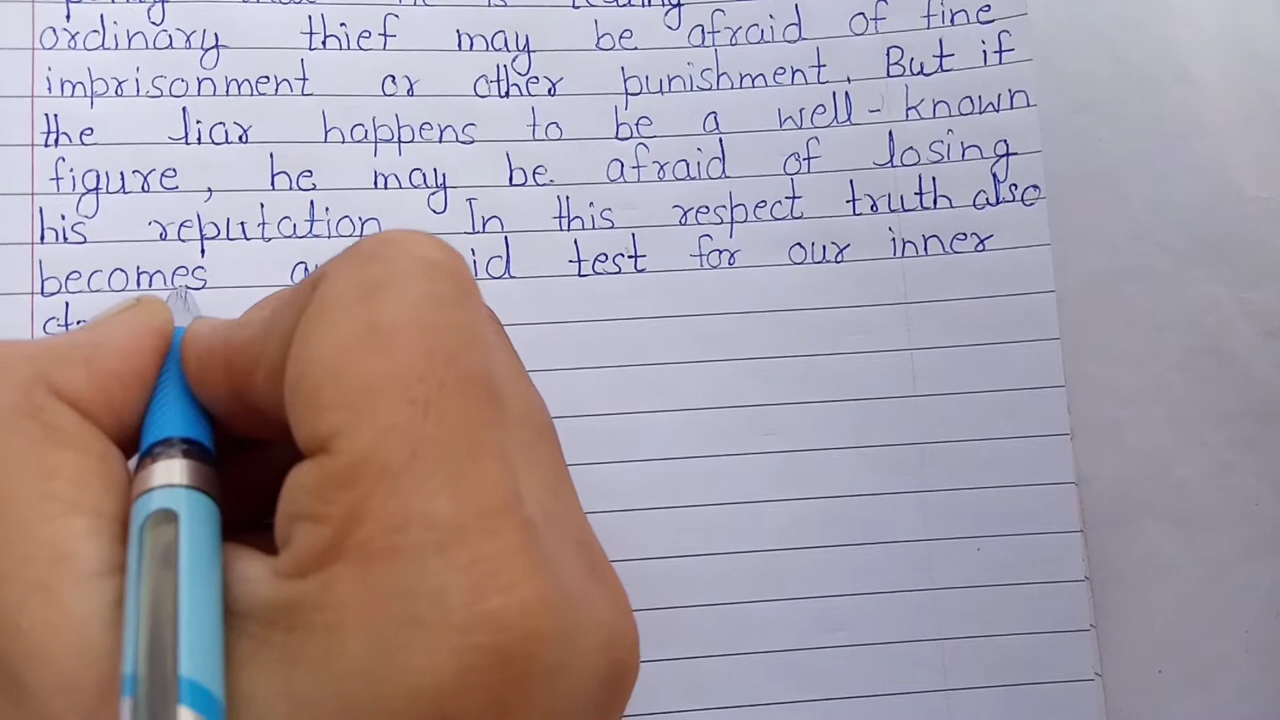 ordinary thief may be afraid of fine
imprisonment or other punishment. But if
the liar happens to be a well-known
figure, he may be afraid of losing
his reputation In this respect truth also
becomes test for our inner